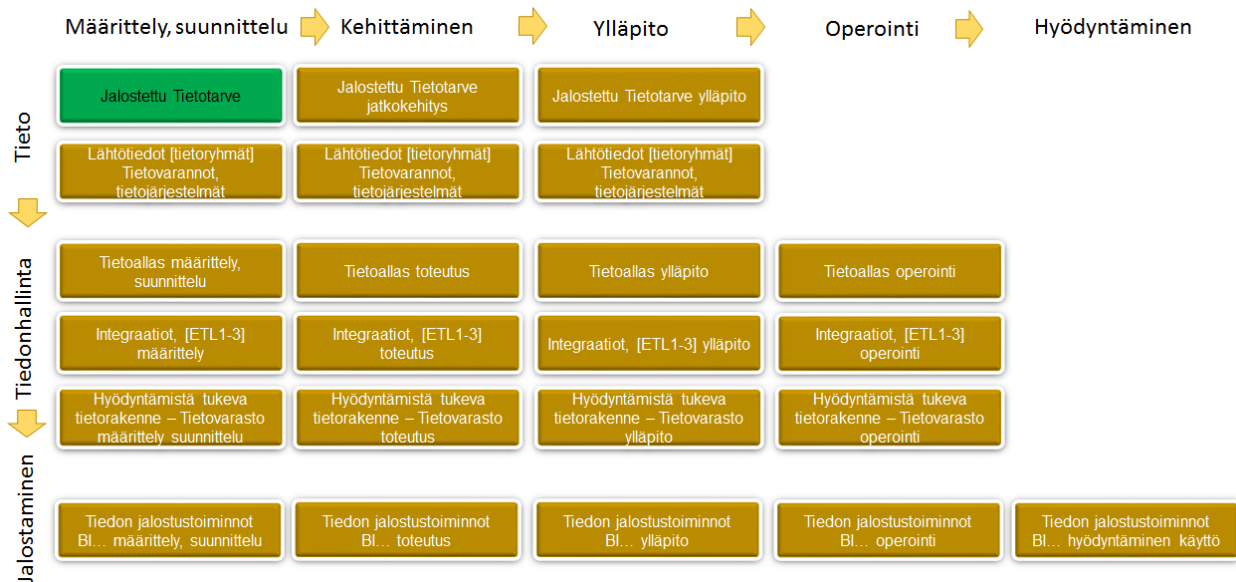 Määrittely, suunnittelu
Kehittäminen
Ylläpito
Operointi
Hyödyntäminen
Tieto
Jalostettu Tietotarve
Jalostettu Tietotarve
jatkokehitys
Jalostettu Tietotarve ylläpito
Lähtötiedot [tietoryhmät]
Tietovarannot,
tietojärjestelmät
Lähtötiedot [tietoryhmät]
Tietovarannot,
tietojärjestelmät
Lähtötiedot [tietoryhmät]
Tietovarannot,
tietojärjestelmät
Tiedonhallinta
Tietoallas määrittely,
suunnittelu
Tietoallas toteutus
Tietoallas ylläpito
Tietoallas operointi
Integraatiot, [ETL1-3]
määrittely
Integraatiot, [ETL1-3]
toteutus
Integraatiot, [ETL1-3] ylläpito
Integraatiot, [ETL1-3]
operointi
Hyödyntämistä tukeva
tietorakenne – Tietovarasto
määrittely suunnittelu
Hyödyntämistä tukeva
tietorakenne – Tietovarasto
toteutus
Hyödyntämistä tukeva
tietorakenne – Tietovarasto
ylläpito
Hyödyntämistä tukeva
tietorakenne – Tietovarasto
operointi
Jalostaminen
Tiedon jalostustoiminnot
BI… määrittely, suunnittelu
Tiedon jalostustoiminnot
BI… toteutus
Tiedon jalostustoiminnot
BI… ylläpito
Tiedon jalostustoiminnot
BI… operointi
Tiedon jalostustoiminnot
BI… hyödyntäminen käyttö